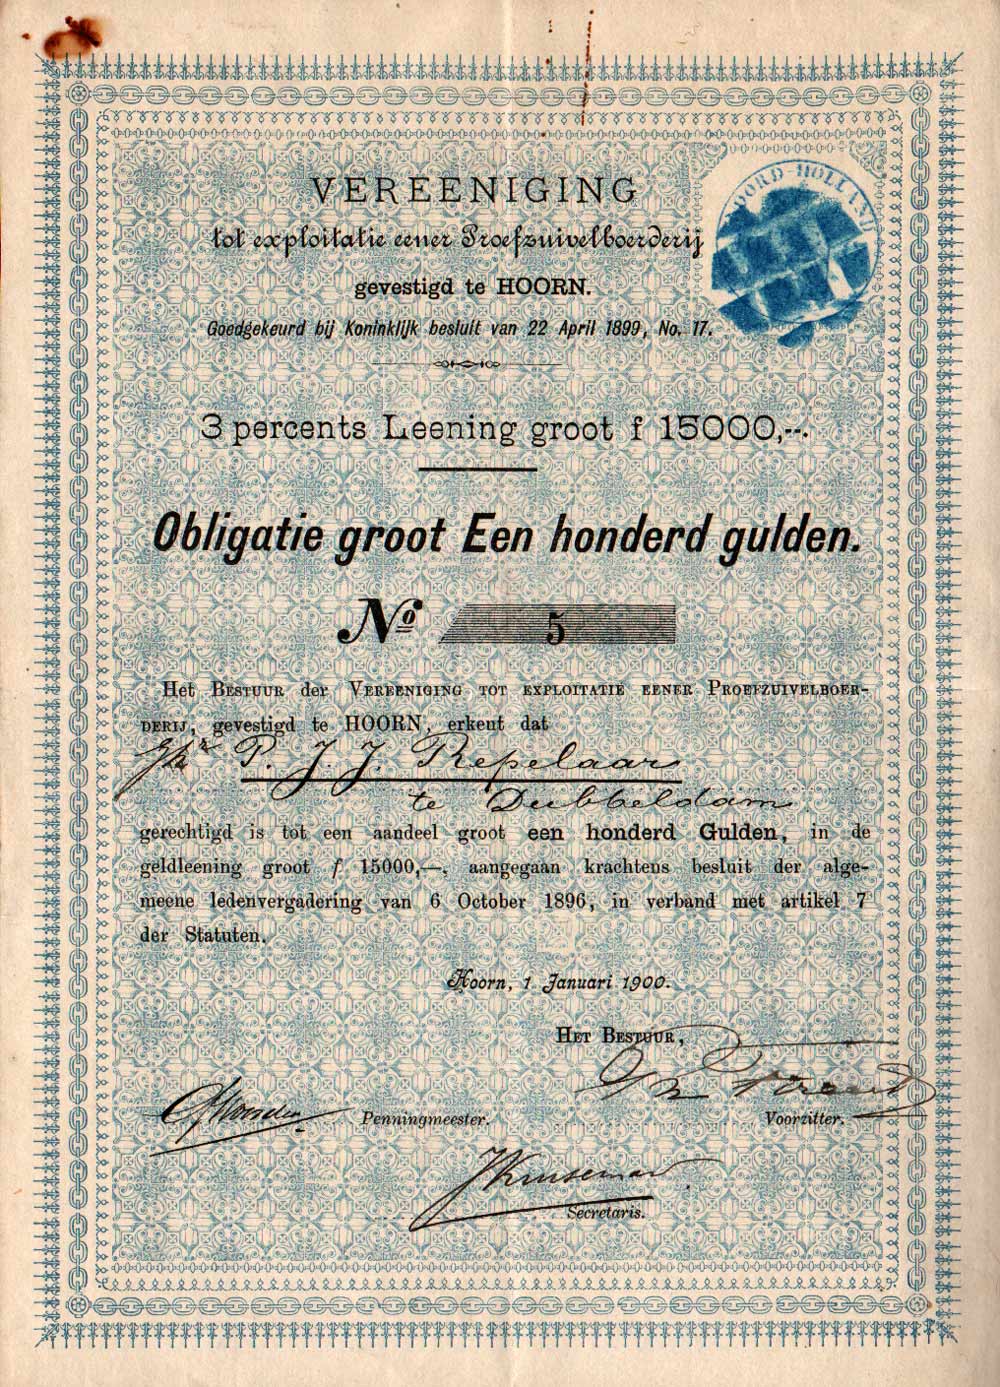 VEREENIGING
tot exploitatie eener Proefzuivelboerderij
gevestigd te HOORN.
Goedgekeurd bij Koninklijk besluit van 22 April 1899, No. 17.
NOORD-HOLLAND
3 percents Leening groot f 15000,--.
Obligatie groot Een honderd gulden.
No 5
Het Bestuur der Vereeniging tot exploitatie eener Proefzuivelboer-
derij, gevestigd te HOORN, erkent dat
P. J. J. Repelaar
te Dubbeldam
gerechtigd is tot een aandeel groot een honderd Gulden, in de
geldleening groot f 15000,—, aangegaan krachtens besluit der alge-
meene ledenvergadering van 6 October 1896, in verband met artikel 7
der Statuten.
Hoorn, 1 Januari 1900.
Het Bestuur,
Penningmeester.
Voorzitter.
JKruseman
Secretaris.